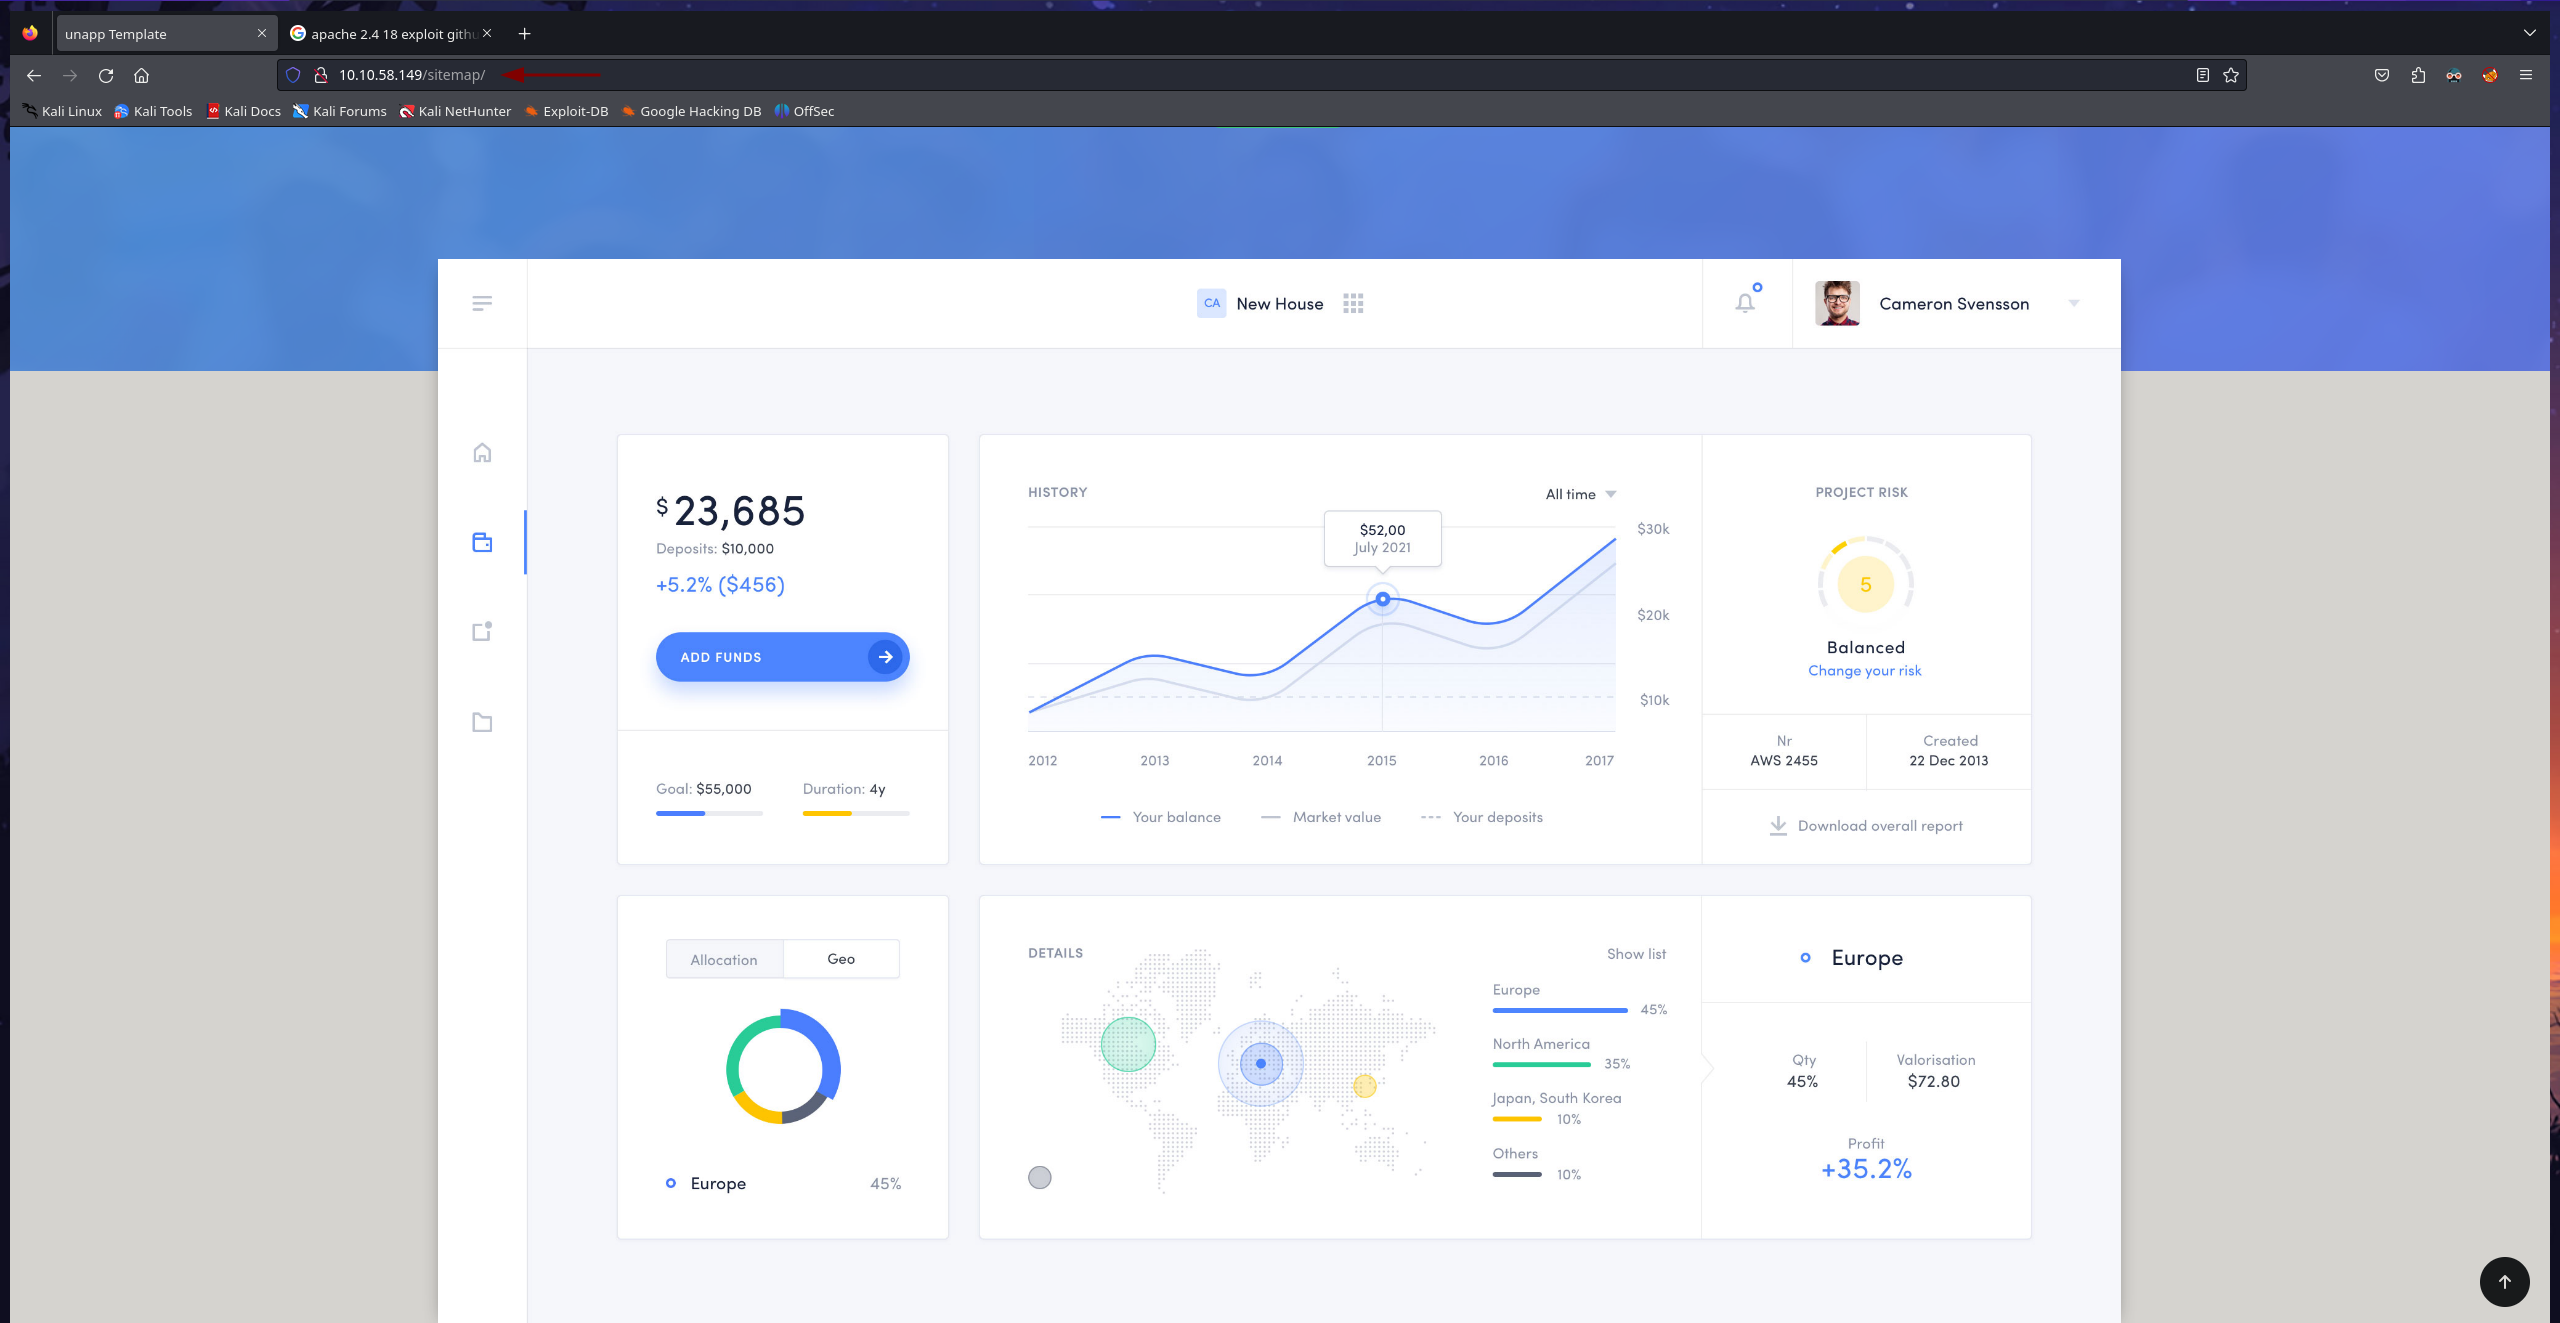 unapp Template
apache 2.4 18 exploit githu
10.10.58.149/sitemap/
Kali Linux Kali Tools Kali Docs Kali Forums Kali NetHunter Exploit-DB Google Hacking DB OffSec
CA New House
Cameron Svensson
$ 23,685
Deposits: $10,000
+5.2% ($456)
ADD FUNDS
Goal: $55,000
Duration: 4y
HISTORY
All time
$52,00
July 2021
$30k
$20k
$10k
2012 2013 2014 2015 2016 2017
Your balance Market value Your deposits
PROJECT RISK
5
Balanced
Change your risk
Nr
AWS 2455
Created
22 Dec 2013
Download overall report
Allocation Geo
Europe 45%
DETAILS
Show list
Europe
45%
North America
35%
Japan, South Korea
10%
Others
10%
Europe
Qty
45%
Valorisation
$72.80
Profit
+35.2%